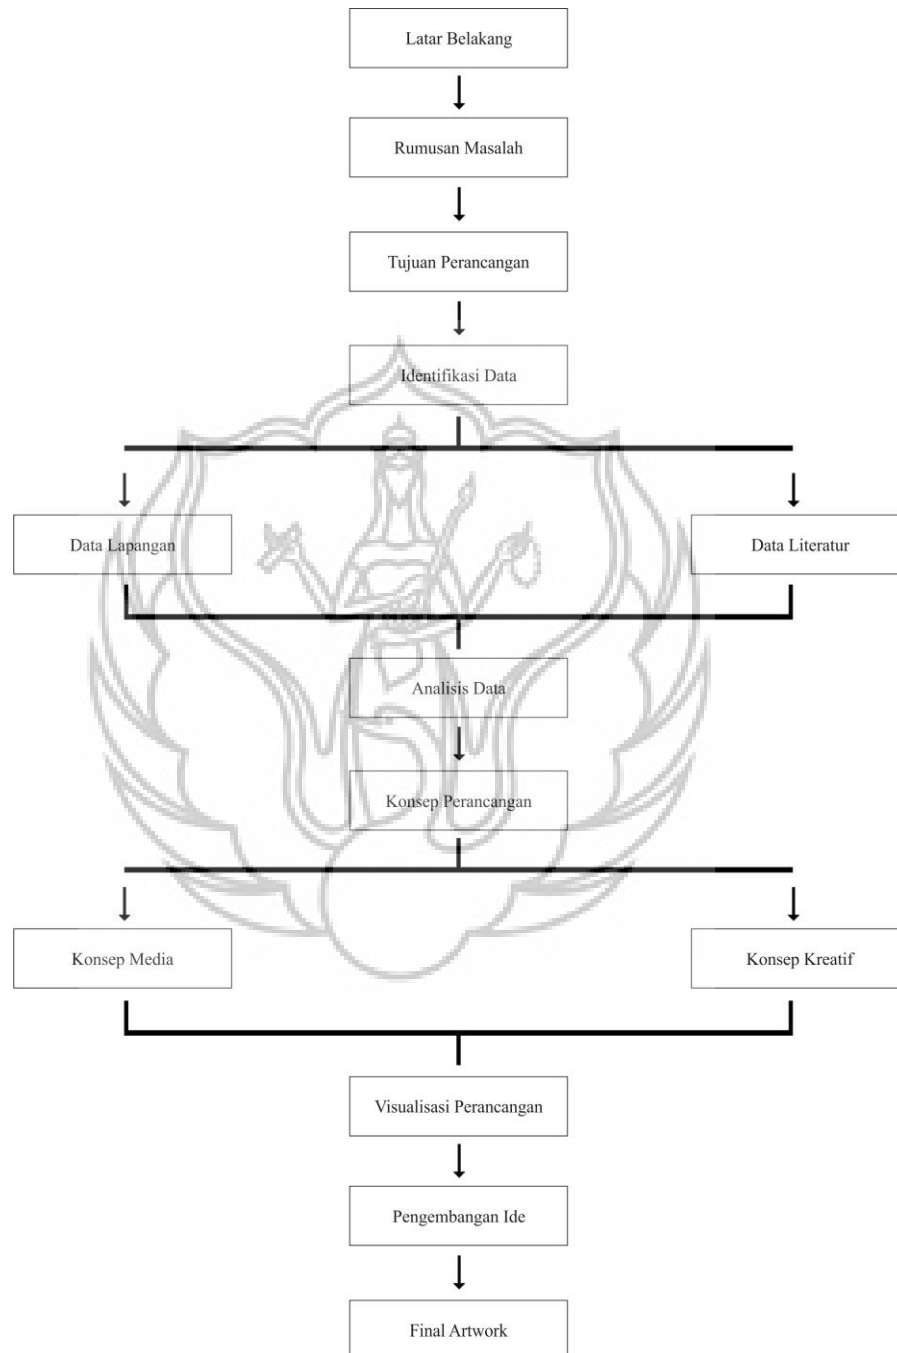 Latar Belakang
Rumusan Masalah
Tujuan Perancangan
Identifikasi Data
Data Lapangan
Data Literatur
Analisis Data
Konsep Perancangan
Konsep Media
Konsep Kreatif
Visualisasi Perancangan
Pengembangan Ide
Final Artwork